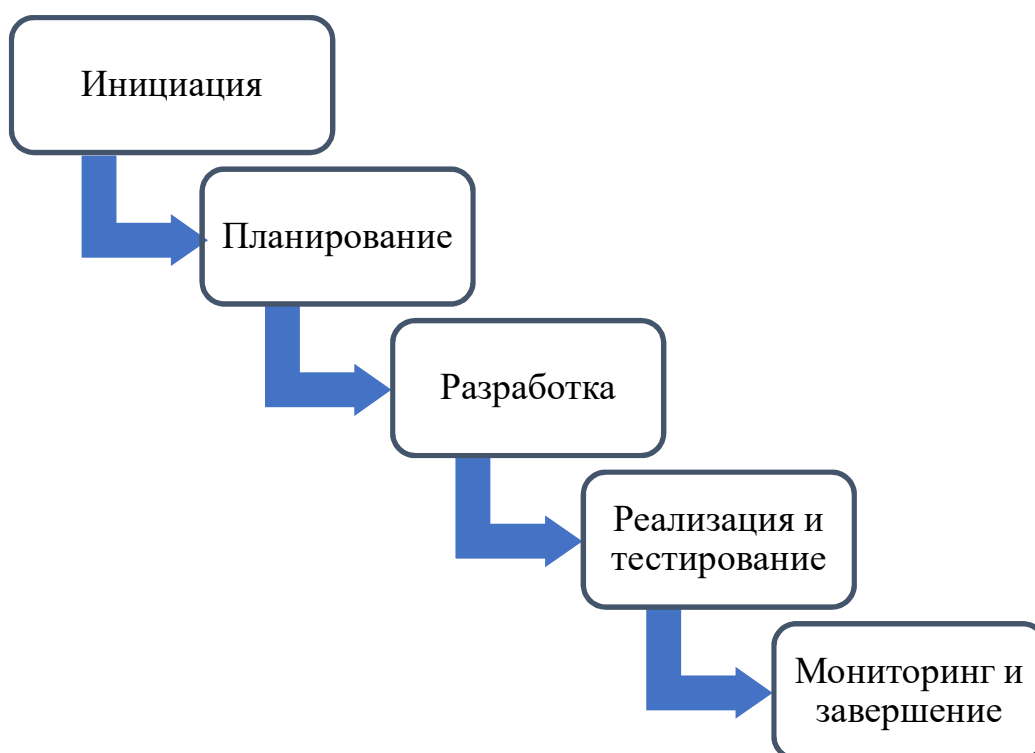 Инициация
Планирование
Разработка
Реализация и
тестирование
Мониторинг и
завершение